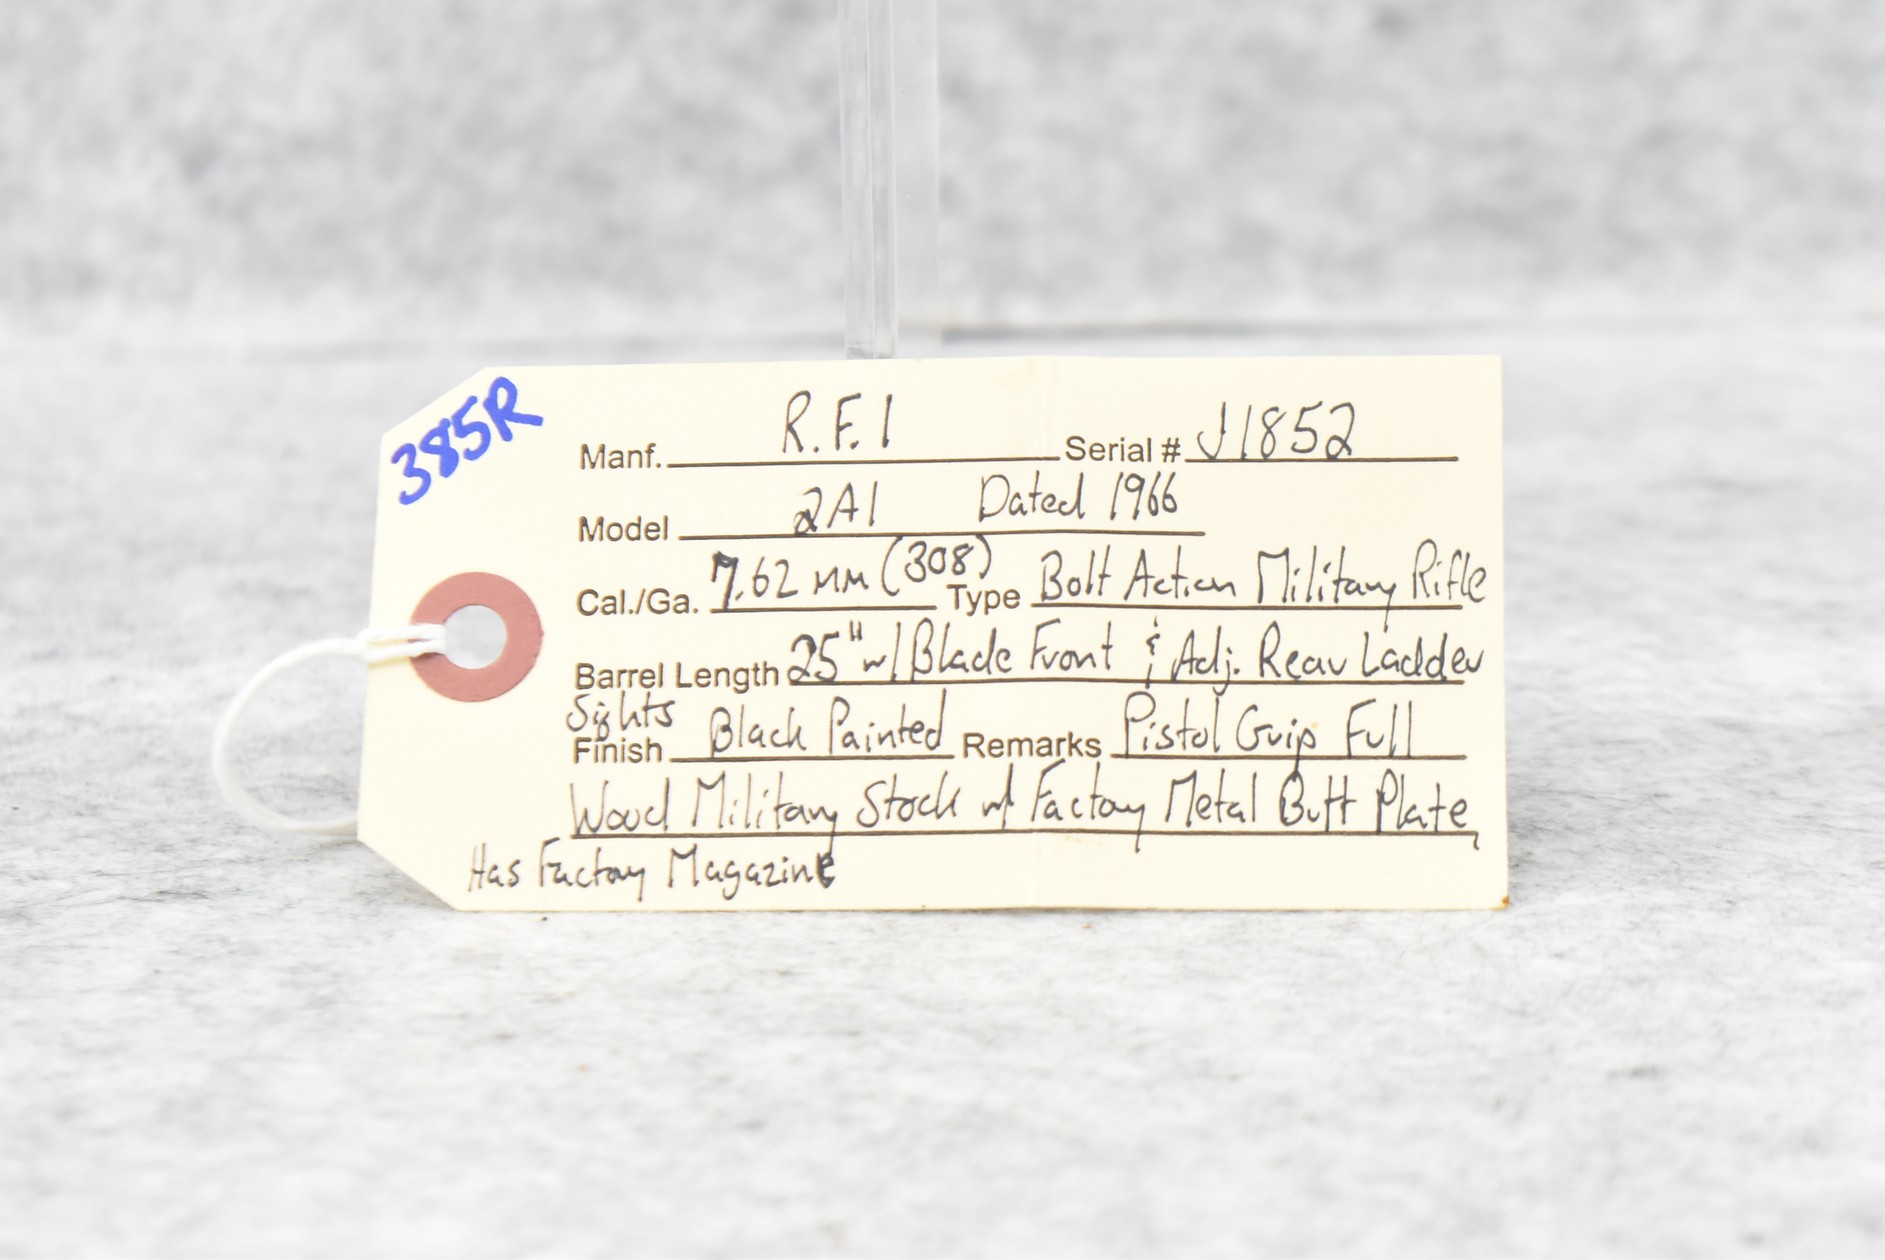 385R
Manf. R.F.I Serial # J1852
Model 2A1 Dated 1966
Cal./Ga. 7.62 MM (308) Type Bolt Action Military Rifle
Barrel Length 25" w/ Blade Front & Adj. Rear Ladder
Sights
Finish Black Painted Remarks Pistol Grip Full
Wood Military Stock w/ Factory Metal Butt Plate,
Has Factory Magazine